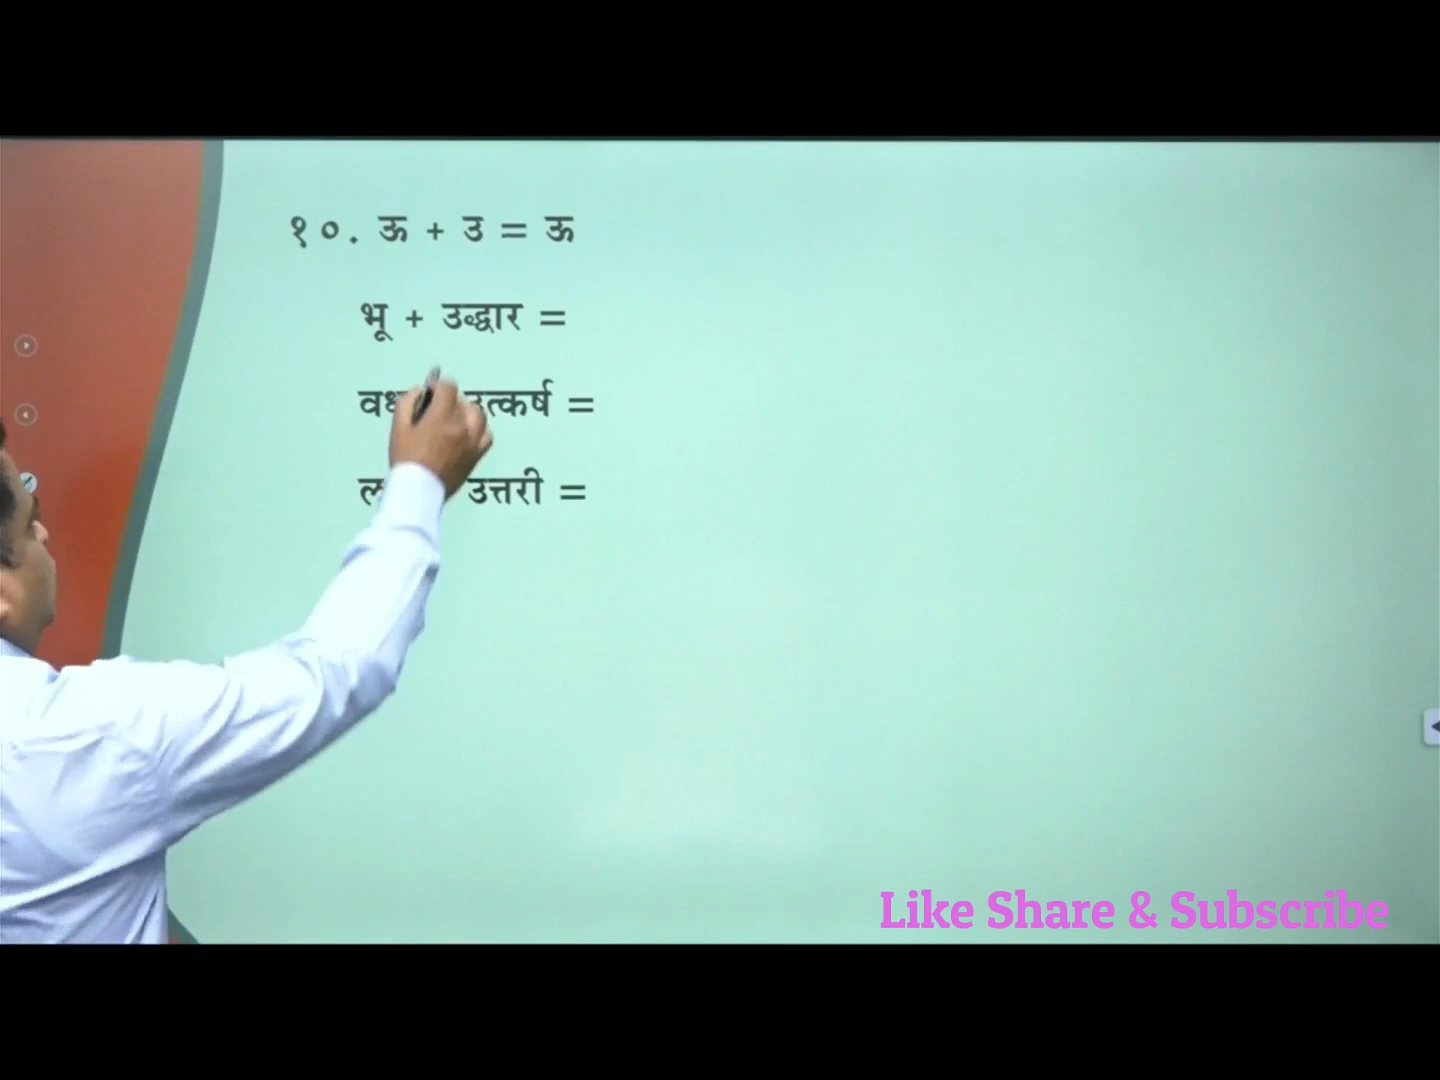 १०. ऊ + उ = ऊ
भू + उद्धार =
उत्कर्ष =
उत्तरी =
Like Share & Subscribe